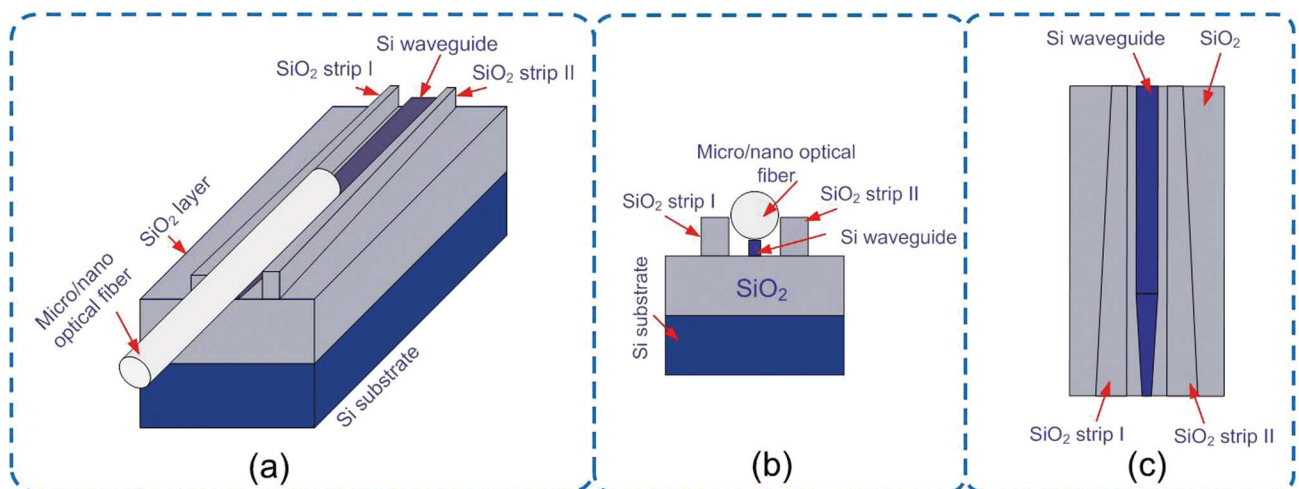 Si waveguide
SiO₂ strip I
SiO₂ strip II
SiO₂ layer
Micro/nano
optical fiber
Si substrate
(a)
Micro/nano optical
fiber
SiO₂ strip I
SiO₂ strip II
Si waveguide
SiO₂
Si substrate
(b)
Si waveguide
SiO₂
SiO₂ strip I
SiO₂ strip II
(c)